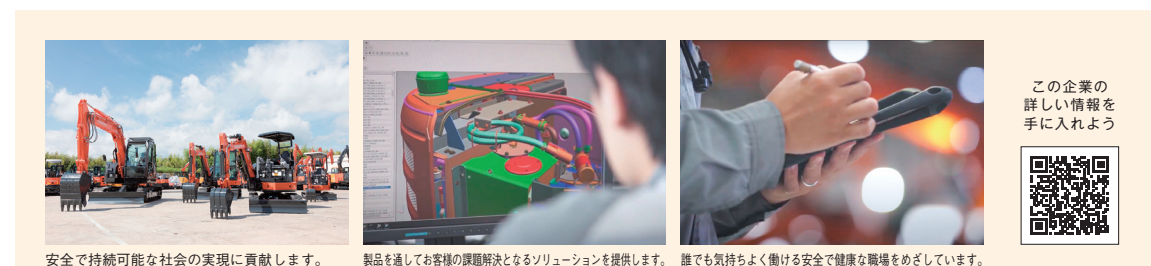 この企業の
詳しい情報を
手に入れよう
安全で持続可能な社会の実現に貢献します。
製品を通してお客様の課題解決となるソリューションを提供します。
誰でも気持ちよく働ける安全で健康な職場をめざしています。